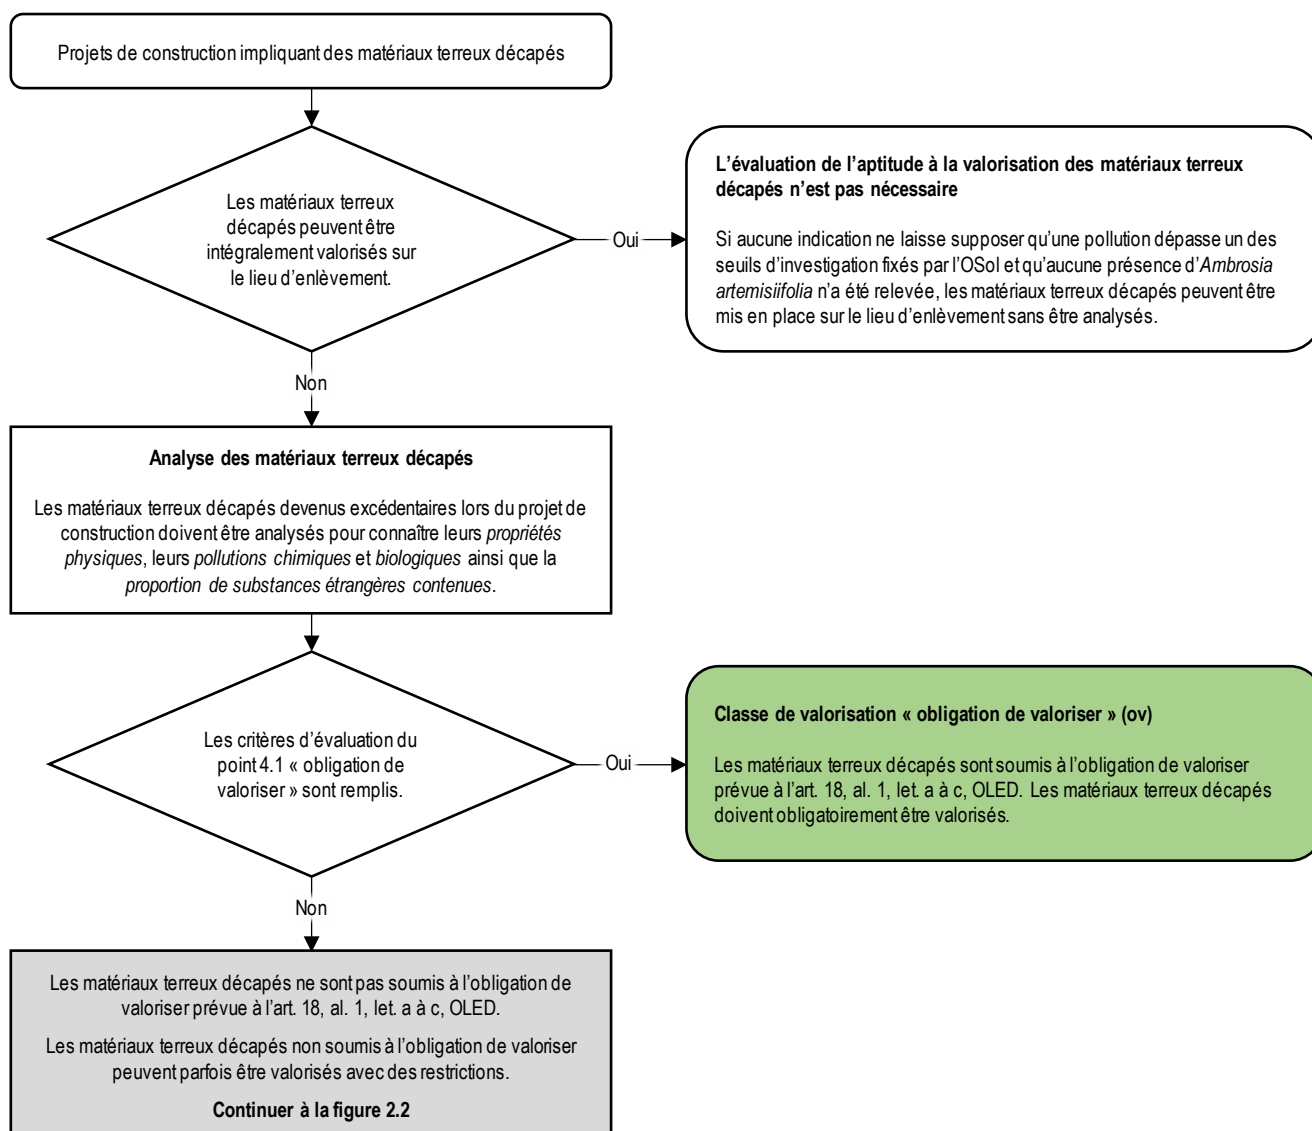 Projets de construction impliquant des matériaux terreux décapés
Les matériaux terreux
décapés peuvent être
intégralement valorisés sur
le lieu d’enlèvement.
Oui
L’évaluation de l’aptitude à la valorisation des matériaux terreux
décapés n’est pas nécessaire
Si aucune indication ne laisse supposer qu’une pollution dépasse un des
seuils d’investigation fixés par l’OSol et qu’aucune présence d’Ambrosia
artemisiifolia n’a été relevée, les matériaux terreux décapés peuvent être
mis en place sur le lieu d’enlèvement sans être analysés.
Non
Analyse des matériaux terreux décapés
Les matériaux terreux décapés devenus excédentaires lors du projet de
construction doivent être analysés pour connaître leurs propriétés
physiques, leurs pollutions chimiques et biologiques ainsi que la
proportion de substances étrangères contenues.
Les critères d’évaluation du
point 4.1 « obligation de
valoriser » sont remplis.
Oui
Classe de valorisation « obligation de valoriser » (ov)
Les matériaux terreux décapés sont soumis à l’obligation de valoriser
prévue à l’art. 18, al. 1, let. a à c, OLED. Les matériaux terreux décapés
doivent obligatoirement être valorisés.
Non
Les matériaux terreux décapés ne sont pas soumis à l’obligation de
valoriser prévue à l’art. 18, al. 1, let. a à c, OLED.
Les matériaux terreux décapés non soumis à l’obligation de valoriser
peuvent parfois être valorisés avec des restrictions.
Continuer à la figure 2.2